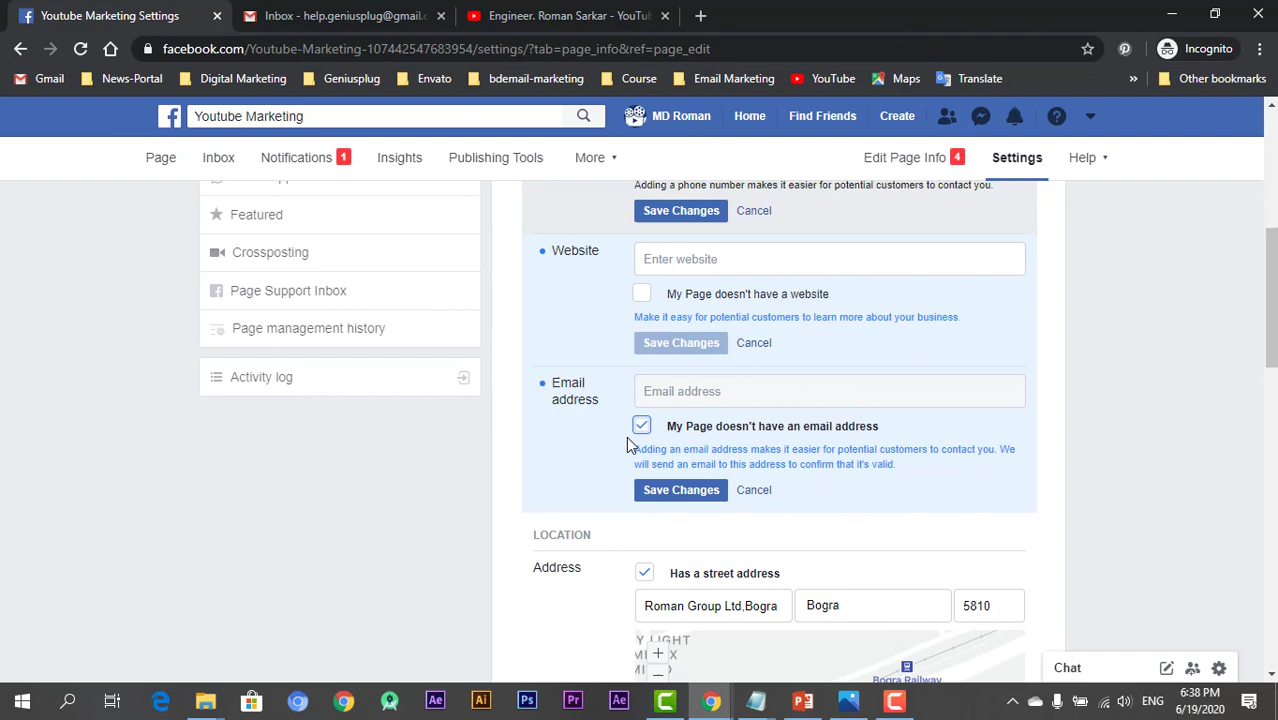 Youtube Marketing Settings
Inbox - help.geniusplug@gmail.c
Engineer. Roman Sarkar - YouTu
facebook.com/Youtube-Marketing-107442547683954/settings/?tab=page_info&ref=page_edit
Incognito
Gmail
News-Portal
Digital Marketing
Geniusplug
Envato
bdemail-marketing
Course
Email Marketing
YouTube
Maps
Translate
»
Other bookmarks
Youtube Marketing
MD Roman
Home
Find Friends
Create
Page
Inbox
Notifications 1
Insights
Publishing Tools
More
Edit Page Info 4
Settings
Help
Adding a phone number makes it easier for potential customers to contact you.
Save Changes Cancel
Featured
Crossposting
Page Support Inbox
Page management history
Activity log
Website
Enter website
My Page doesn't have a website
Make it easy for potential customers to learn more about your business.
Save Changes Cancel
Email address
Email address
My Page doesn't have an email address
Adding an email address makes it easier for potential customers to contact you. We
will send an email to this address to confirm that it's valid.
Save Changes Cancel
LOCATION
Address
Has a street address
Roman Group Ltd,Bogra
Bogra
5810
Bogra Railway
Chat
Ae
Ai
Ps
Pr
Ae
ENG
6:38 PM
6/19/2020